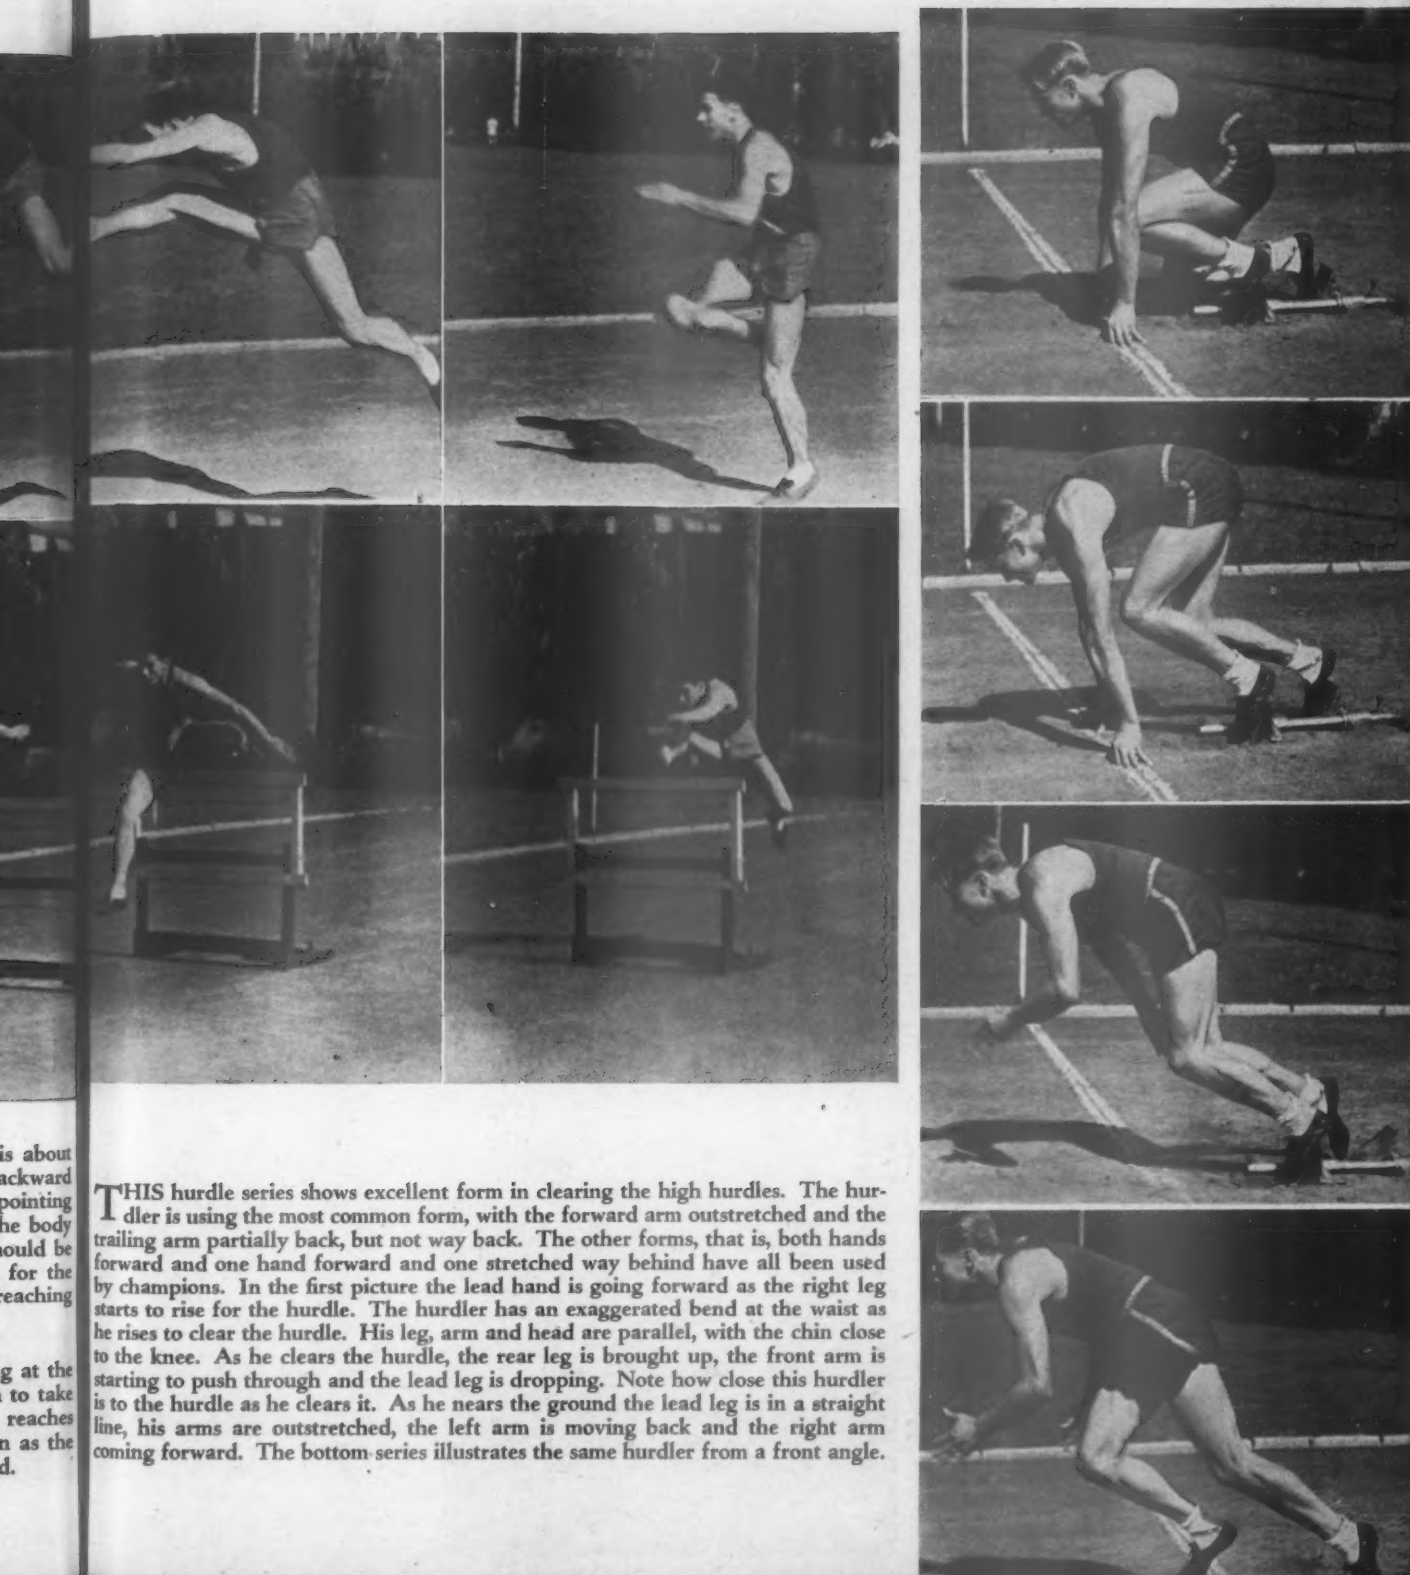 is about
ackward
pointing
he body
hould be
for the
reaching
g at the
to take
reaches
n as the
d.
THIS hurdle series shows excellent form in clearing the high hurdles. The hur-
dler is using the most common form, with the forward arm outstretched and the
trailing arm partially back, but not way back. The other forms, that is, both hands
forward and one hand forward and one stretched way behind have all been used
by champions. In the first picture the lead hand is going forward as the right leg
starts to rise for the hurdle. The hurdler has an exaggerated bend at the waist as
he rises to clear the hurdle. His leg, arm and head are parallel, with the chin close
to the knee. As he clears the hurdle, the rear leg is brought up, the front arm is
starting to push through and the lead leg is dropping. Note how close this hurdler
is to the hurdle as he clears it. As he nears the ground the lead leg is in a straight
line, his arms are outstretched, the left arm is moving back and the right arm
coming forward. The bottom series illustrates the same hurdler from a front angle.